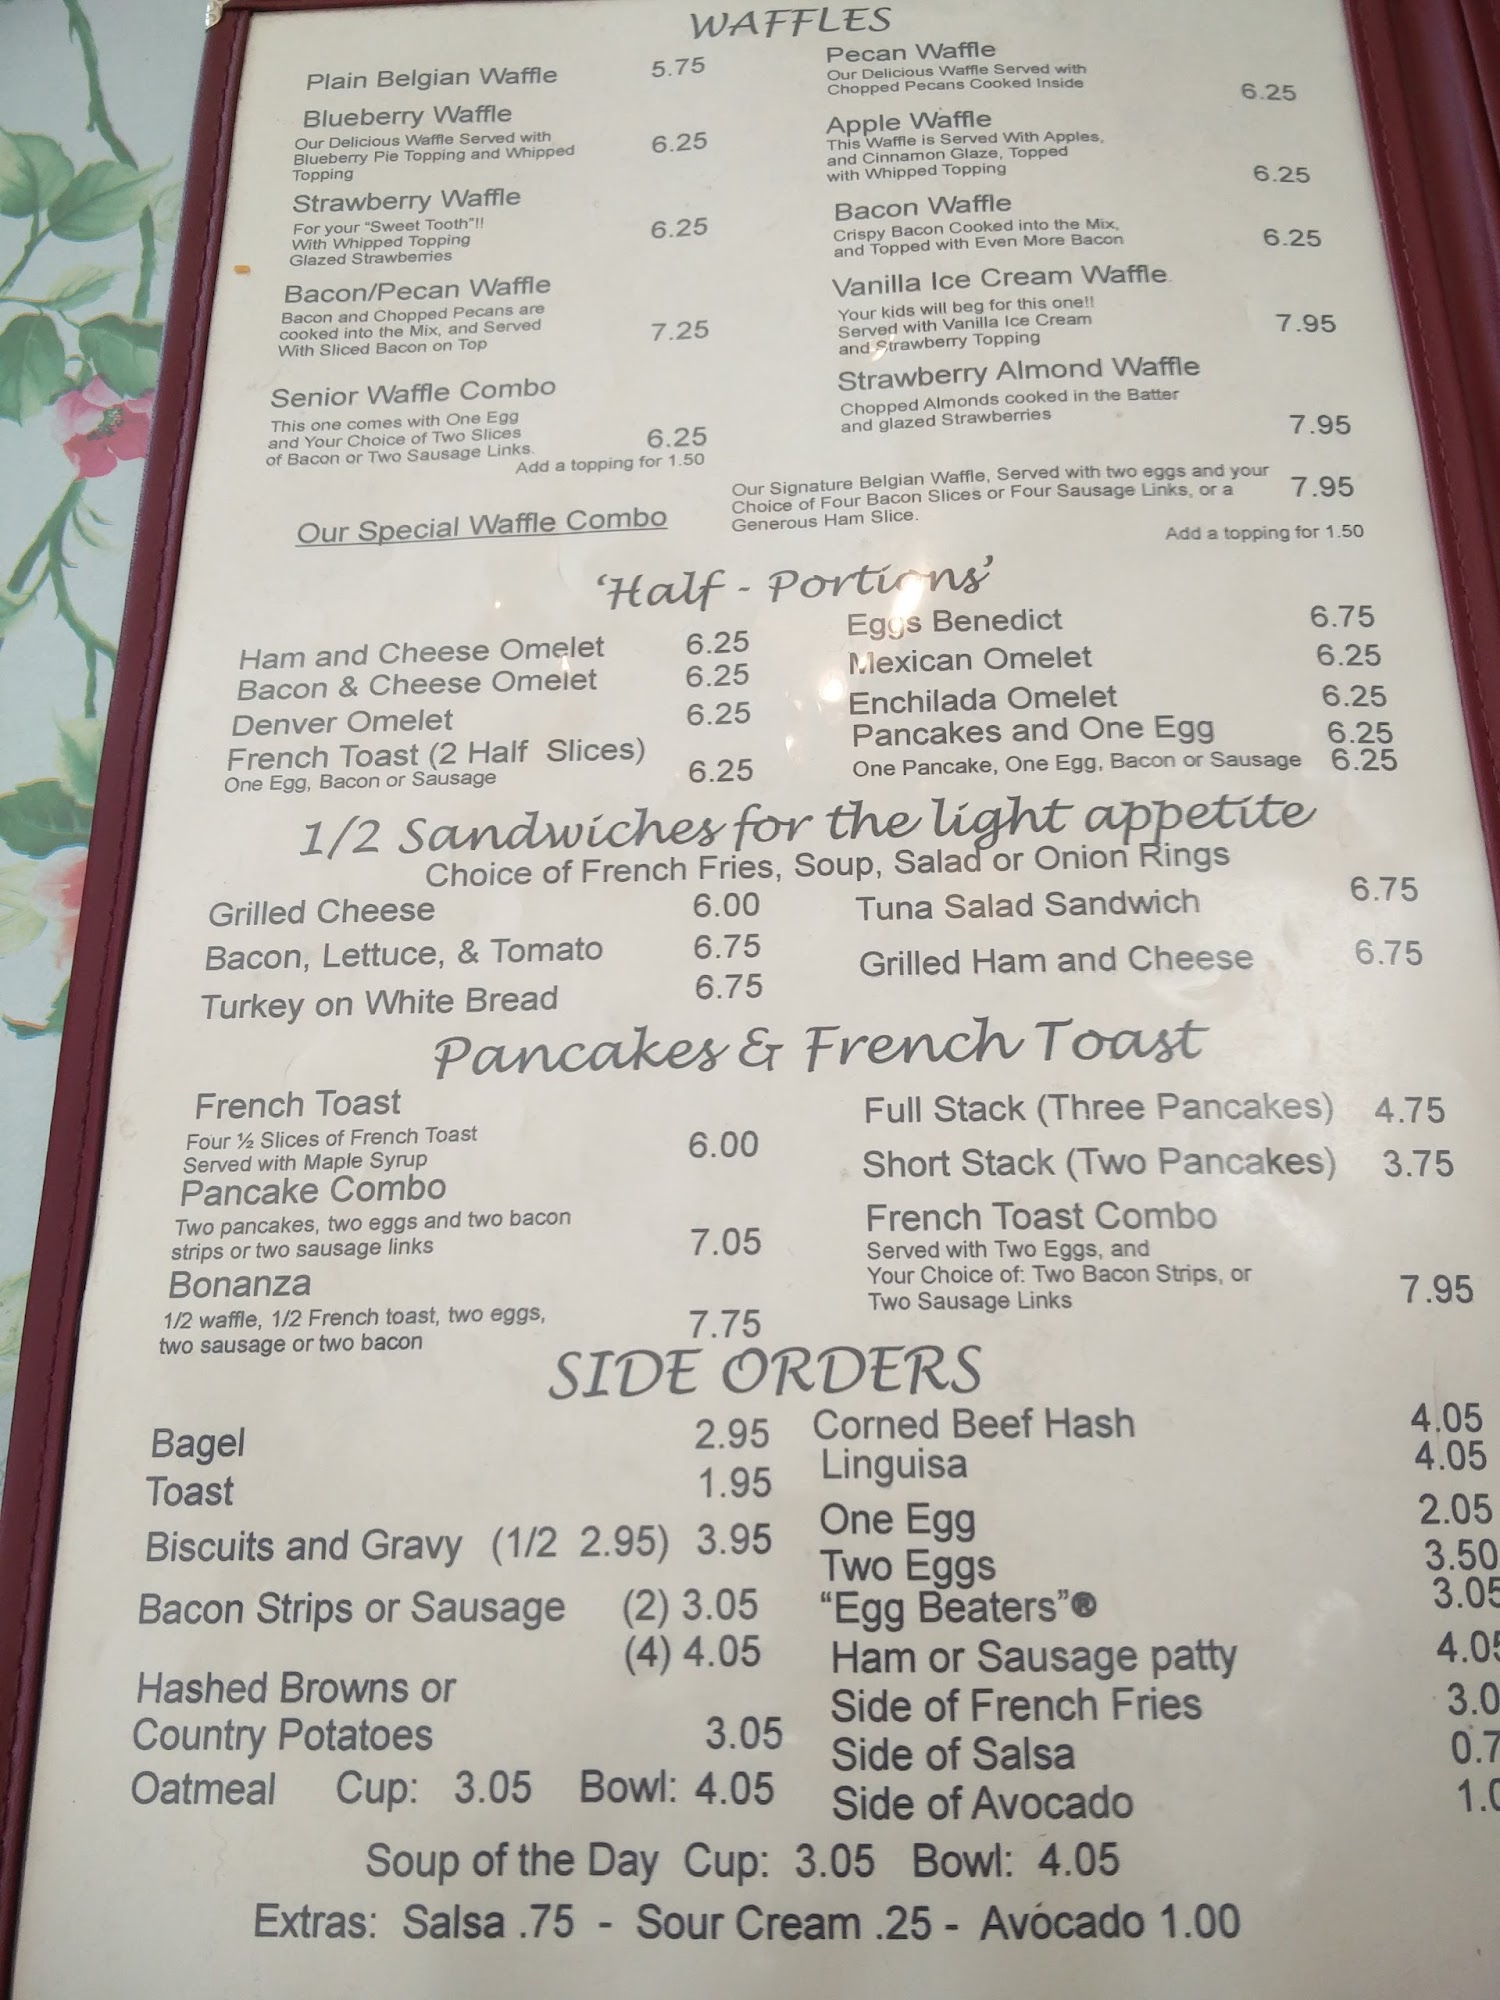 WAFFLES
Plain Belgian Waffle 5.75
Blueberry Waffle
Our Delicious Waffle Served with
Blueberry Pie Topping and Whipped
Topping
6.25
Strawberry Waffle
For your “Sweet Tooth”!!
With Whipped Topping
Glazed Strawberries
6.25
Bacon/Pecan Waffle
Bacon and Chopped Pecans are
cooked into the Mix, and Served
With Sliced Bacon on Top
7.25
Senior Waffle Combo
This one comes with One Egg
and Your Choice of Two Slices
of Bacon or Two Sausage Links.
6.25
Add a topping for 1.50
Pecan Waffle
Our Delicious Waffle Served with
Chopped Pecans Cooked Inside
6.25
Apple Waffle
This Waffle is Served With Apples,
and Cinnamon Glaze, Topped
with Whipped Topping
6.25
Bacon Waffle
Crispy Bacon Cooked into the Mix,
and Topped with Even More Bacon
6.25
Vanilla Ice Cream Waffle
Your kids will beg for this one!!
Served with Vanilla Ice Cream
and Strawberry Topping
7.95
Strawberry Almond Waffle
Chopped Almonds cooked in the Batter
and glazed Strawberries
7.95
Our Special Waffle Combo
Our Signature Belgian Waffle, Served with two eggs and your
Choice of Four Bacon Slices or Four Sausage Links, or a
Generous Ham Slice.
7.95
Add a topping for 1.50
‘Half - Portions’
Ham and Cheese Omelet 6.25
Bacon & Cheese Omelet 6.25
Denver Omelet 6.25
French Toast (2 Half Slices)
One Egg, Bacon or Sausage 6.25
Eggs Benedict 6.75
Mexican Omelet 6.25
Enchilada Omelet 6.25
Pancakes and One Egg 6.25
One Pancake, One Egg, Bacon or Sausage 6.25
1/2 Sandwiches for the light appetite
Choice of French Fries, Soup, Salad or Onion Rings
Grilled Cheese 6.00
Bacon, Lettuce, & Tomato 6.75
Turkey on White Bread 6.75
Tuna Salad Sandwich 6.75
Grilled Ham and Cheese 6.75
Pancakes & French Toast
French Toast
Four ½ Slices of French Toast
Served with Maple Syrup
6.00
Pancake Combo
Two pancakes, two eggs and two bacon
strips or two sausage links
7.05
Bonanza
1/2 waffle, 1/2 French toast, two eggs,
two sausage or two bacon
7.75
Full Stack (Three Pancakes) 4.75
Short Stack (Two Pancakes) 3.75
French Toast Combo
Served with Two Eggs, and
Your Choice of: Two Bacon Strips, or
Two Sausage Links
7.95
SIDE ORDERS
Bagel 2.95
Toast 1.95
Biscuits and Gravy (1/2 2.95) 3.95
Bacon Strips or Sausage (2) 3.05
(4) 4.05
Hashed Browns or
Country Potatoes 3.05
Oatmeal Cup: 3.05 Bowl: 4.05
Corned Beef Hash 4.05
Linguisa 4.05
One Egg 2.05
Two Eggs 3.50
“Egg Beaters”® 3.05
Ham or Sausage patty 4.05
Side of French Fries 3.0
Side of Salsa 0.7
Side of Avocado 1.0
Soup of the Day Cup: 3.05 Bowl: 4.05
Extras: Salsa .75 - Sour Cream .25 - Avocado 1.00